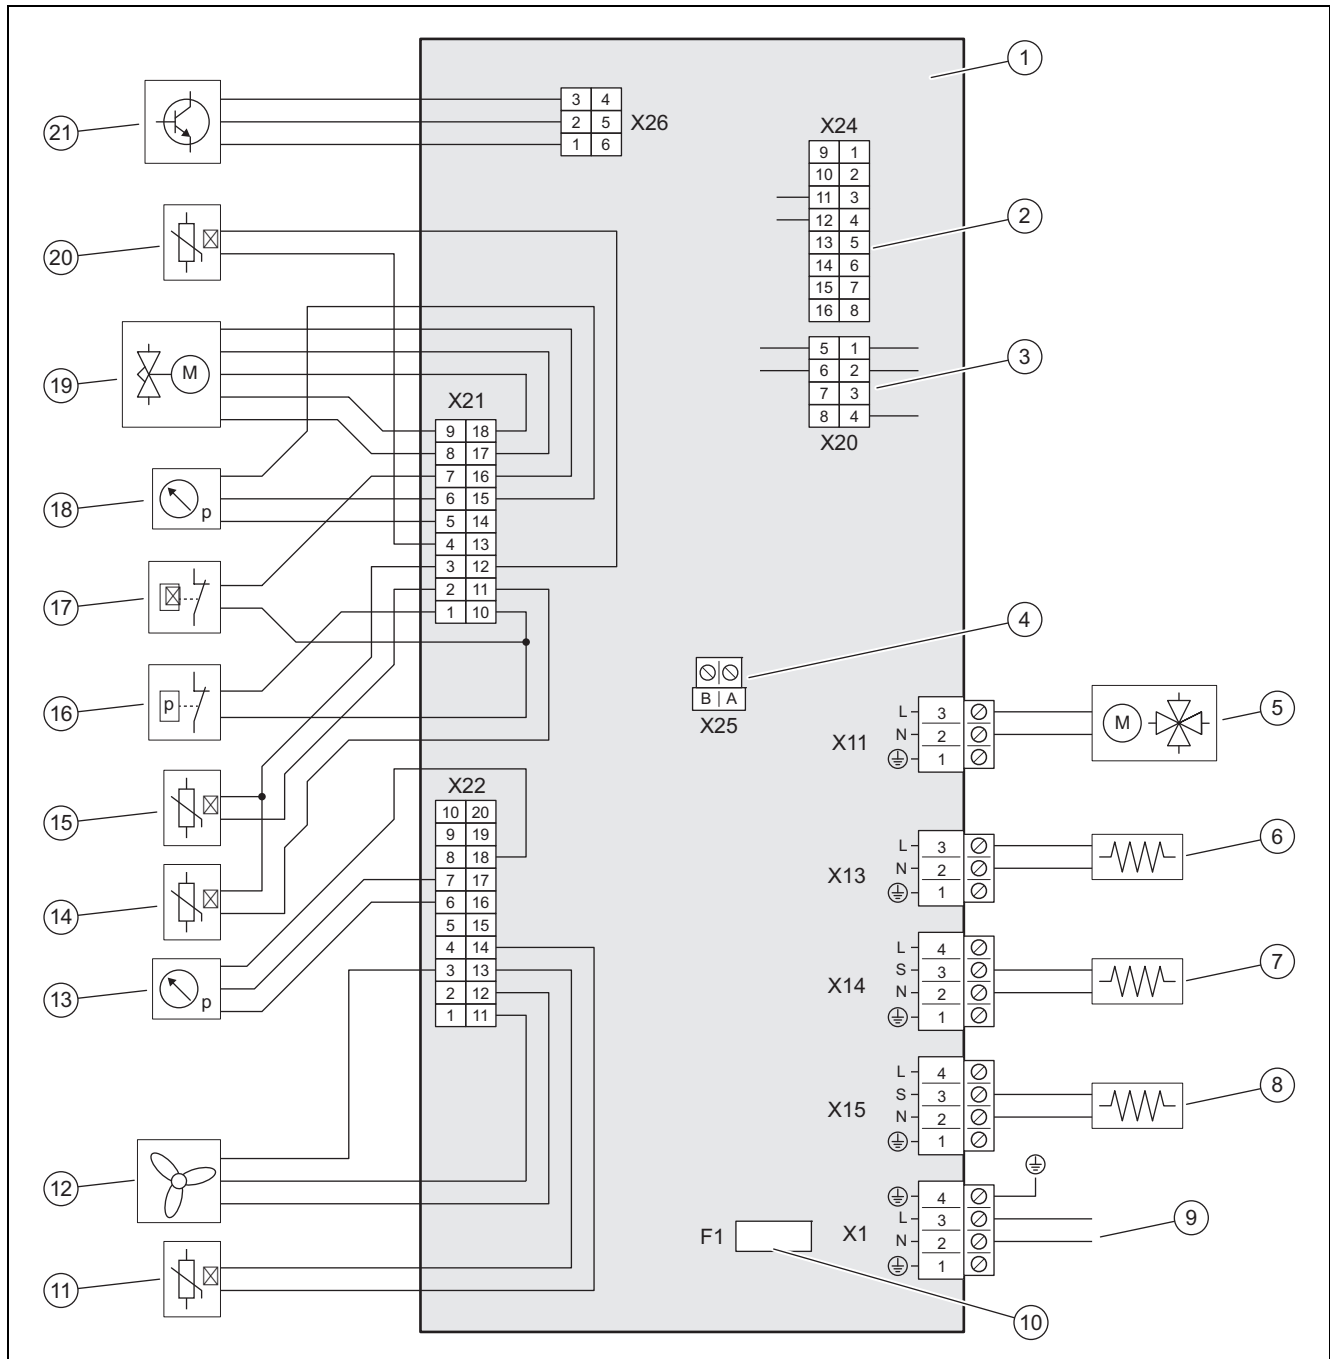 1
21
3 4
2 5
1 6
X26
X24
9 1
10 2
11 3
12 4
13 5
14 6
15 7
16 8
2
20
5 1
6 2
7 3
8 4
X20
3
19
M
X21
9 18
8 17
7 16
6 15
5 14
4 13
3 12
2 11
1 10
18
p
17
16
p
4
B A
X25
X11
L 3
N 2
1
M
5
15
X22
10 20
9 19
8 18
7 17
6 16
5 15
4 14
3 13
2 12
1 11
X13
L 3
N 2
1
6
14
13
p
X14
L 4
S 3
N 2
1
7
X15
L 4
S 3
N 2
1
8
12
F1
X1
4
L 3
N 2
1
9
11
10